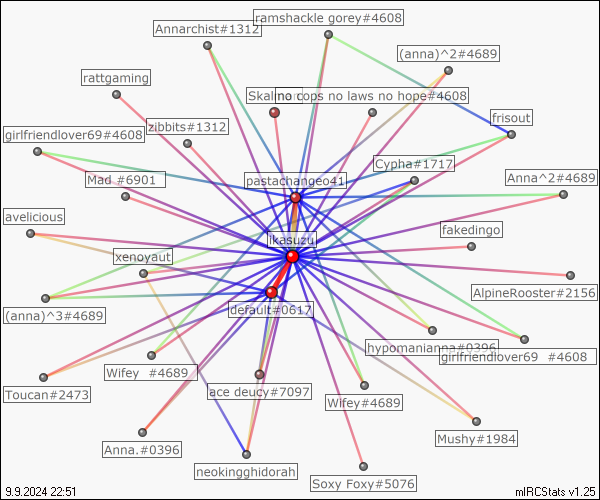 ramshackle gorey#4608
Annarchist#1312
(anna)^2#4689
rattgaming
no cops no laws no hope#4608
frisout
zibbits#1312
girlfriendlover69#4608
Cypha#1717
Mad #6901
pastachangeo41
Anna^2#4689
avelicious
fakedingo
ikasuzu
xenoyaut
AlpineRooster#2156
(anna)^3#4689
default#0617
hypomanianna#0396
girlfriendlover69 #4608
Wifey #4689
Toucan#2473
ace deucy#7097
Wifey#4689
Mushy#1984
Anna.#0396
neokingghidorah
Soxy Foxy#5076
9.9.2024 22:51
mIRCStats v1.25